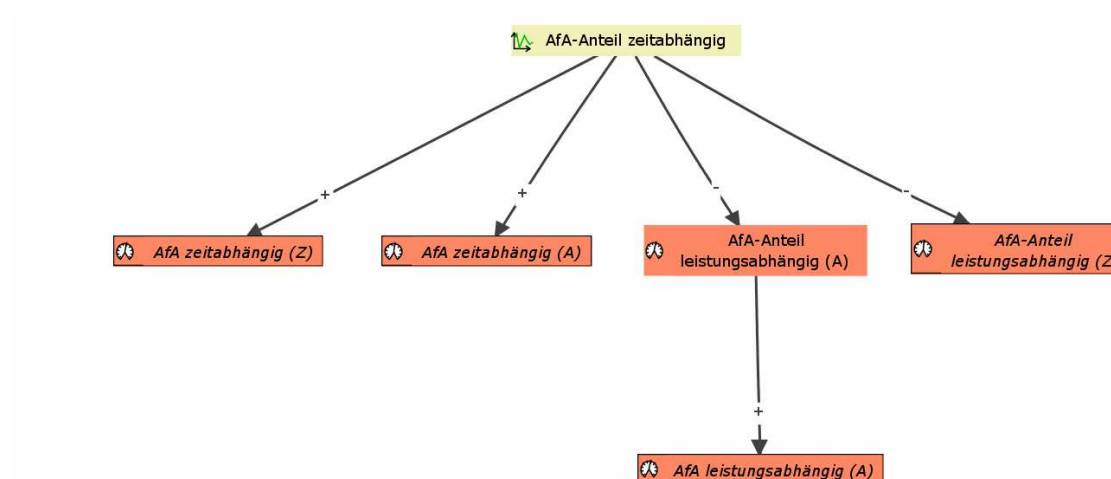 AfA-Anteil zeitabhängig
+
+
-
-
AfA zeitabhängig (Z)
AfA zeitabhängig (A)
AfA-Anteil
leistungsabhängig (A)
AfA-Anteil
leistungsabhängig (Z
+
AfA leistungsabhängig (A)